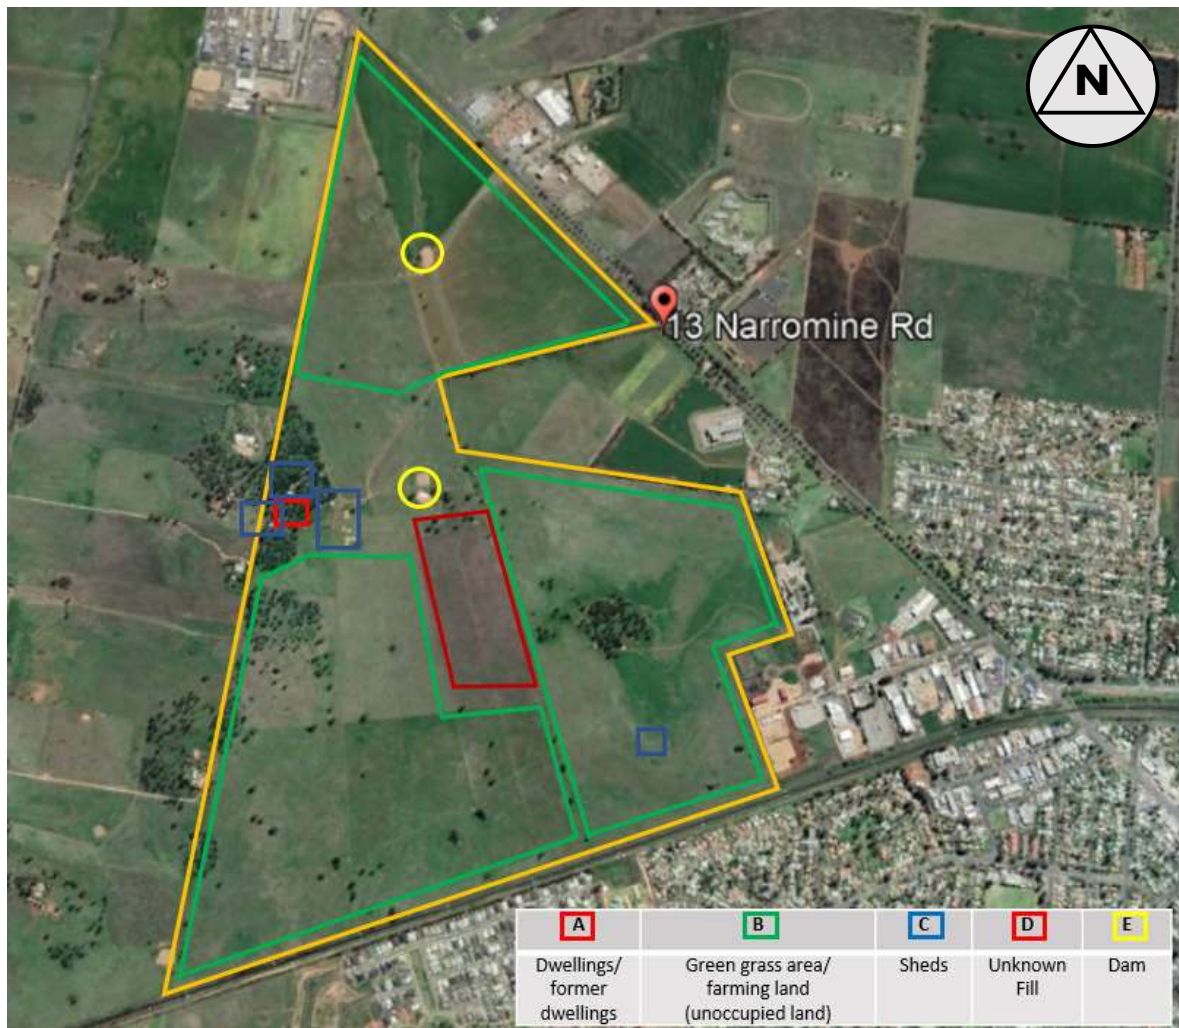 N
13 Narromine Rd
A
B
C
D
E
Dwellings/
former
dwellings
Green grass area/
farming land
(unoccupied land)
Sheds
Unknown
Fill
Dam